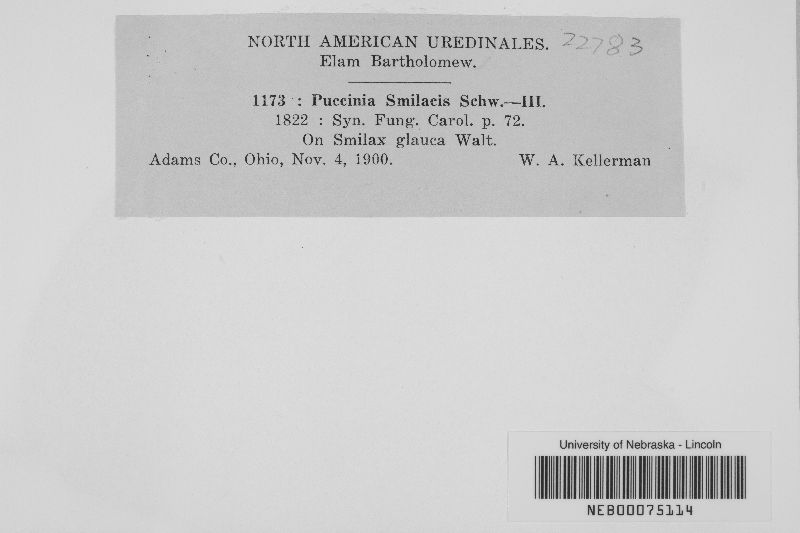 NORTH AMERICAN UREDINALES. 22783
Elam Bartholomew.
1173 : Puccinia Smilacis Schw.—III.
1822 : Syn. Fung. Carol. p. 72.
On Smilax glauca Walt.
Adams Co., Ohio, Nov. 4, 1900. W. A. Kellerman
University of Nebraska - Lincoln
NEB00075114